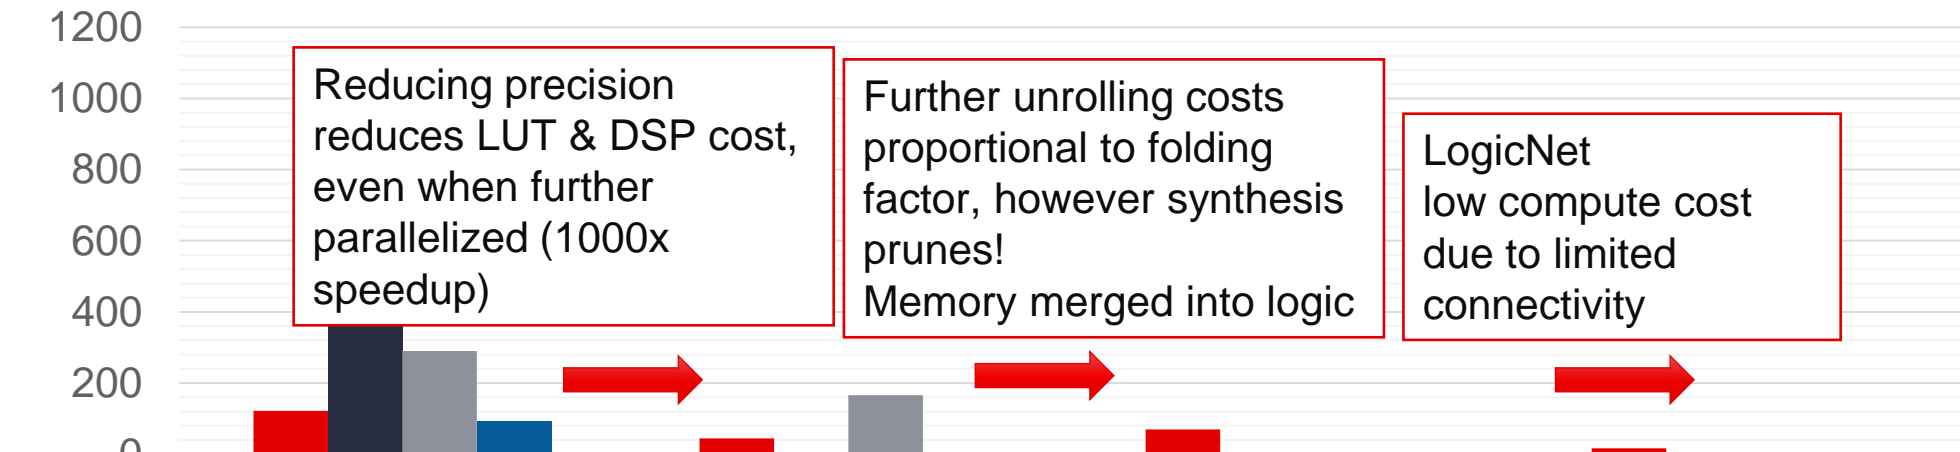 1200
1000
800
600
400
200
0
Reducing precision
reduces LUT & DSP cost,
even when further
parallelized (1000x
speedup)
Further unrolling costs
proportional to folding
factor, however synthesis
prunes!
Memory merged into logic
LogicNet
low compute cost
due to limited
connectivity